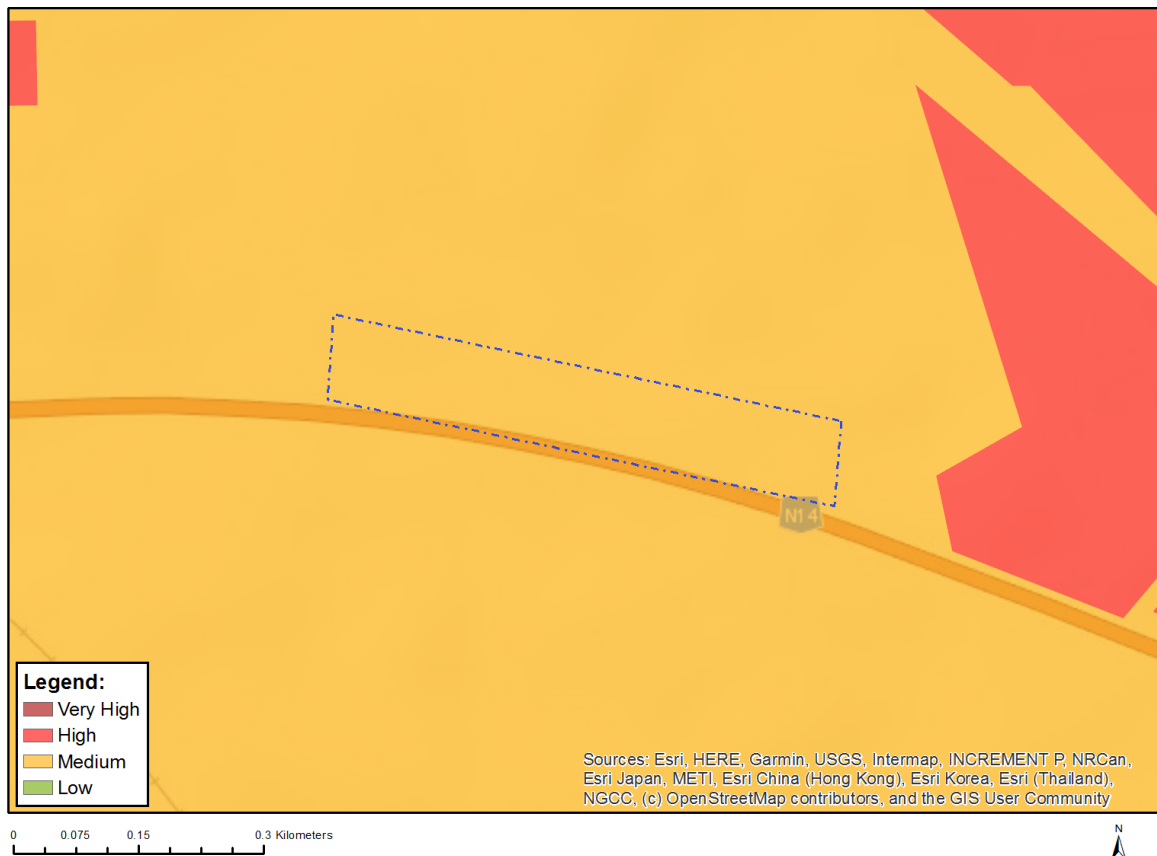 N14
Legend:
Very High
High
Medium
Low
Sources: Esri, HERE, Garmin, USGS, Intermap, INCREMENT P, NRCan,
Esri Japan, METI, Esri China (Hong Kong), Esri Korea, Esri (Thailand),
NGCC, (c) OpenStreetMap contributors, and the GIS User Community
0 0.075 0.15 0.3 Kilometers
N